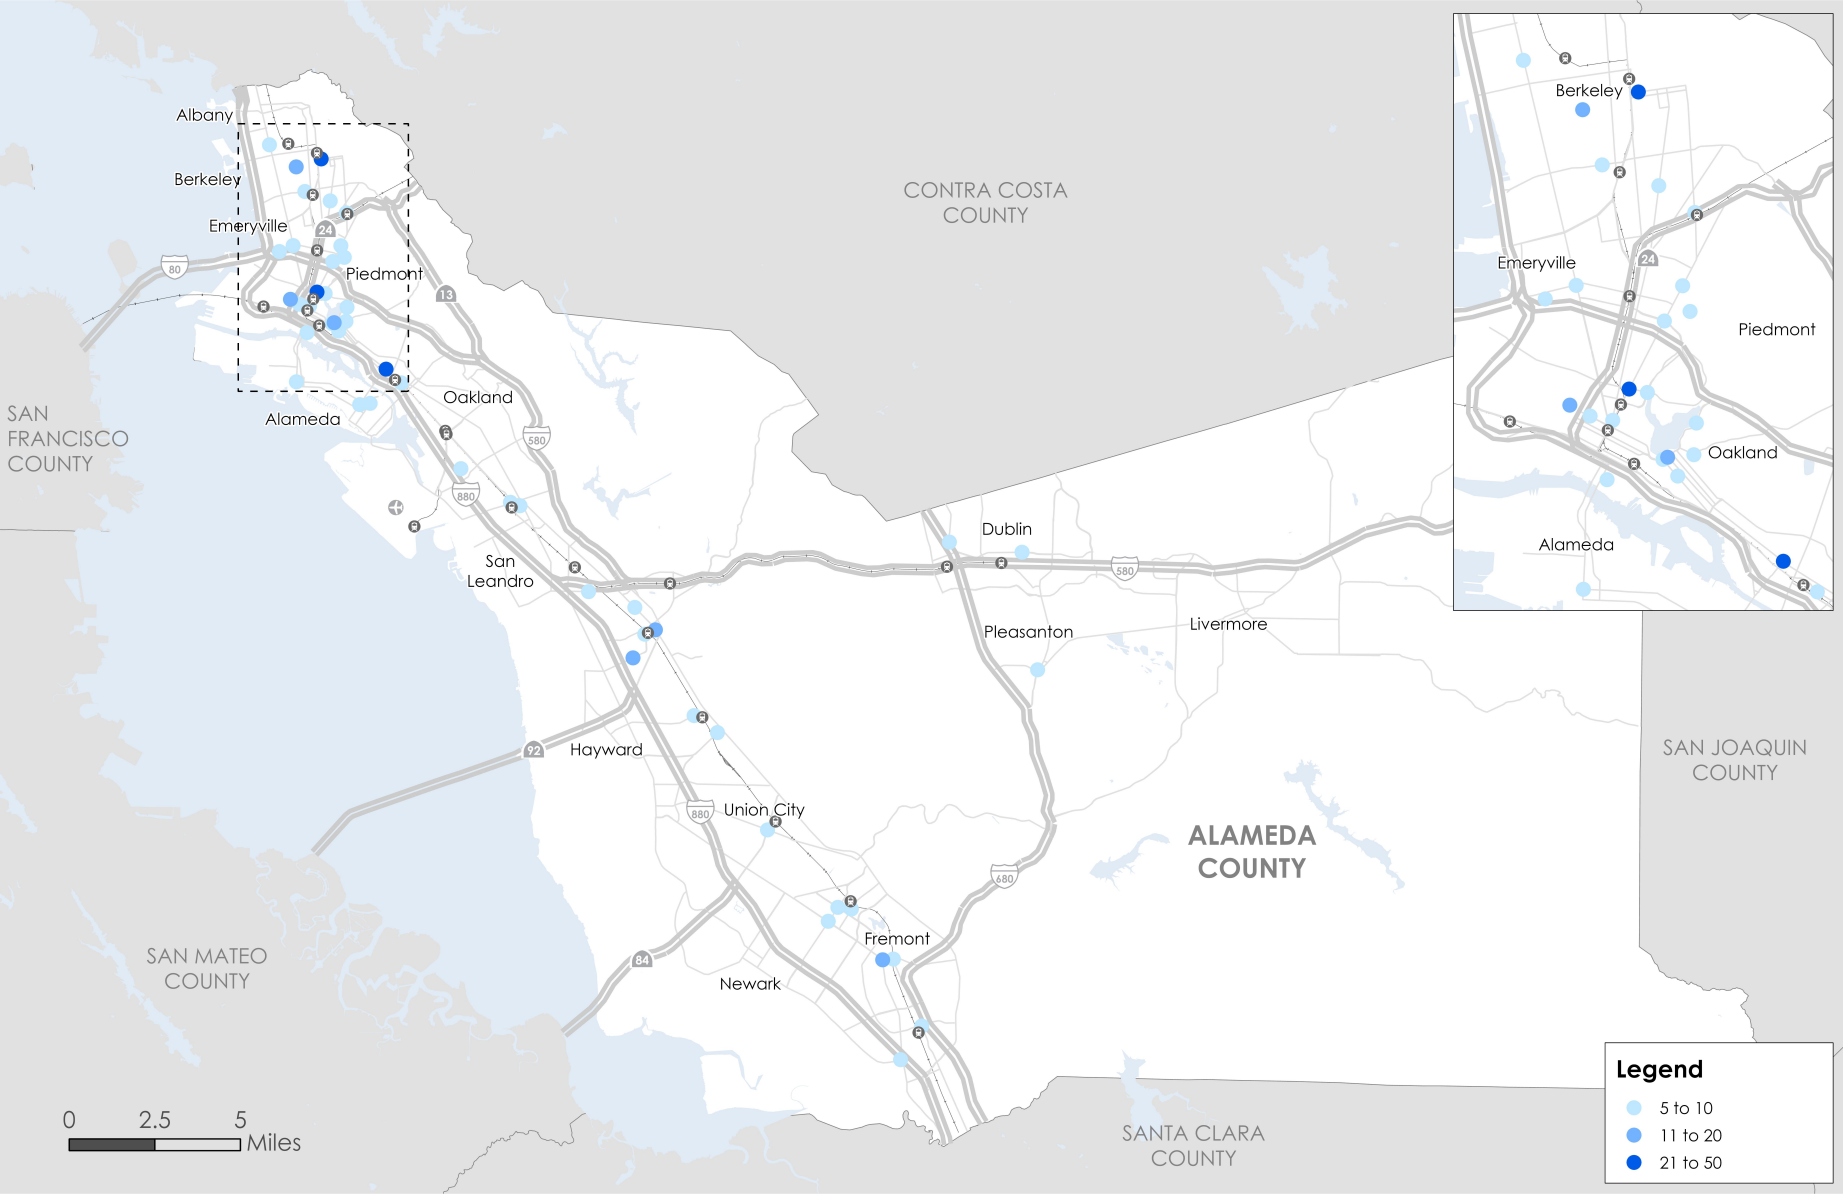 Albany
Berkeley
Emeryville
24
80
Piedmont
13
Oakland
Alameda
580
880
San
Leandro
SAN
FRANCISCO
COUNTY
CONTRA COSTA
COUNTY
Dublin
580
Pleasanton
Livermore
92
Hayward
880
Union City
ALAMEDA
COUNTY
680
84
Fremont
Newark
SAN MATEO
COUNTY
SAN JOAQUIN
COUNTY
SANTA CLARA
COUNTY
0 2.5 5
Miles
Berkeley
Emeryville
24
Piedmont
Oakland
Alameda
Legend
5 to 10
11 to 20
21 to 50